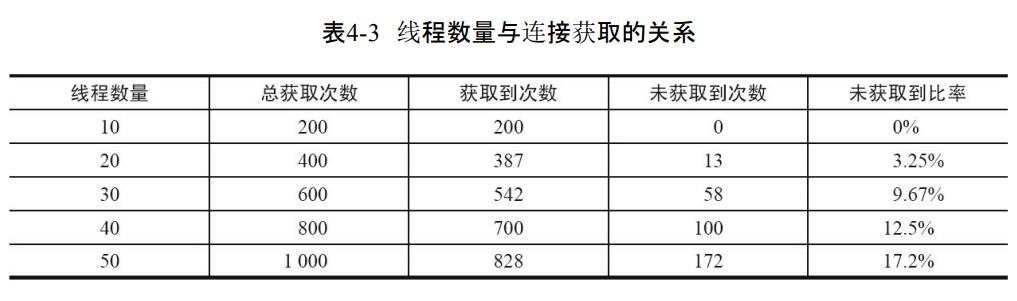 表4-3 线程数量与连接获取的关系
线程数量 总获取次数 获取到次数 未获取到次数 未获取到比率
10 200 200 0 0%
20 400 387 13 3.25%
30 600 542 58 9.67%
40 800 700 100 12.5%
50 1 000 828 172 17.2%